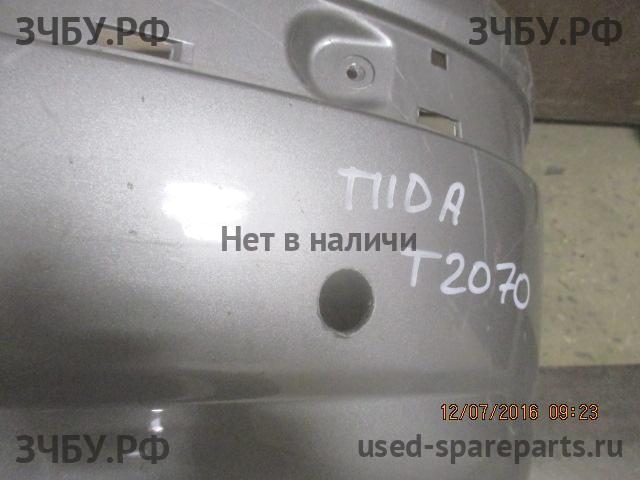 ЗЧБУ.РФ
ЗЧБУ.РФ
TIIDA
Нет в наличи
T2070
12/07/2016 09:23
ЗЧБУ.РФ
used-spareparts.ru